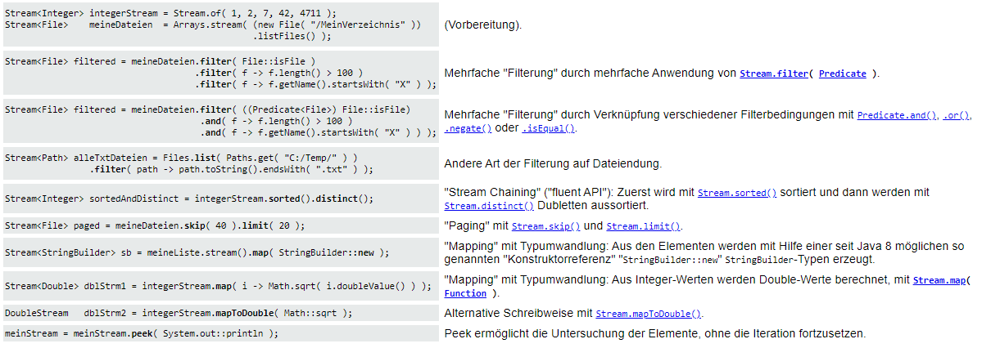 Stream<Integer> integerStream = Stream.of( 1, 2, 7, 42, 4711 );
Stream<File>    meineDateien  = Arrays.stream( (new File( "/MeinVerzeichnis" ))
                                              .listFiles() );
(Vorbereitung).
Stream<File> filtered = meineDateien.filter( File::isFile )
                                   .filter( f -> f.length() > 100 )
                                   .filter( f -> f.getName().startsWith( "X" ) );
Mehrfache "Filterung" durch mehrfache Anwendung von Stream.filter( Predicate ).
Stream<File> filtered = meineDateien.filter( ((Predicate<File>) File::isFile)
                                    .and( f -> f.length() > 100 )
                                    .and( f -> f.getName().startsWith( "X" ) ) );
Mehrfache "Filterung" durch Verknüpfung verschiedener Filterbedingungen mit Predicate.and(), .or(),
.negate() oder .isEqual().
Stream<Path> alleTxtDateien = Files.list( Paths.get( "C:/Temp/" ) )
                .filter( path -> path.toString().endsWith( ".txt" ) );
Andere Art der Filterung auf Dateiendung.
Stream<Integer> sortedAndDistinct = integerStream.sorted().distinct();
"Stream Chaining" ("fluent API"): Zuerst wird mit Stream.sorted() sortiert und dann werden mit
Stream.distinct() Dubletten aussortiert.
Stream<File> paged = meineDateien.skip( 40 ).limit( 20 );
"Paging" mit Stream.skip() und Stream.limit().
Stream<StringBuilder> sb = meineListe.stream().map( StringBuilder::new );
"Mapping" mit Typumwandlung: Aus den Elementen werden mit Hilfe einer seit Java 8 möglichen so
genannten "Konstruktorreferenz" "StringBuilder::new" StringBuilder-Typen erzeugt.
Stream<Double> dblStrm1 = integerStream.map( i -> Math.sqrt( i.doubleValue() ) );
"Mapping" mit Typumwandlung: Aus Integer-Werten werden Double-Werte berechnet, mit Stream.map(
Function ).
DoubleStream   dblStrm2 = integerStream.mapToDouble( Math::sqrt );
Alternative Schreibweise mit Stream.mapToDouble().
meinStream = meinStream.peek( System.out::println );
Peek ermöglicht die Untersuchung der Elemente, ohne die Iteration fortzusetzen.